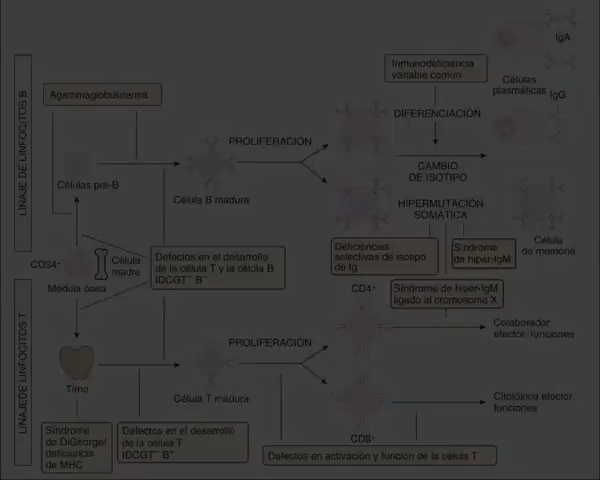 IgA
Inmunodeficiencia
variable común
Células
plasmáticas
IgG
LINAJE DE LINFOCITOS B
Agammaglobulinemia
DIFERENCIACIÓN
PROLIFERACIÓN
CAMBIO
DE ISOTIPO
Células pre-B
Célula B madura
HIPERMUTACIÓN
SOMÁTICA
Célula
de memoria
Deficiencias
selectivas de isotipo
de Ig
Síndrome
de hiper-IgM
CD34+
Célula
madre
Médula ósea
Defectos en el desarrollo
de la célula T y la célula B
IDCGT⁻ B⁻
CD4+
Síndrome de hiper-IgM
ligado al cromosoma X
LINAJEDE LINFOCITOS T
PROLIFERACIÓN
Colaborador
efector, funciones
Timo
Célula T madura
Citotóxico efector
funciones
CD8+
Síndrome
de DiGeorge/
deficiencia
de MHC
Defectos en el desarrollo
de la célula T
IDCGT⁻ B⁺
Defectos en activación y función de la célula T